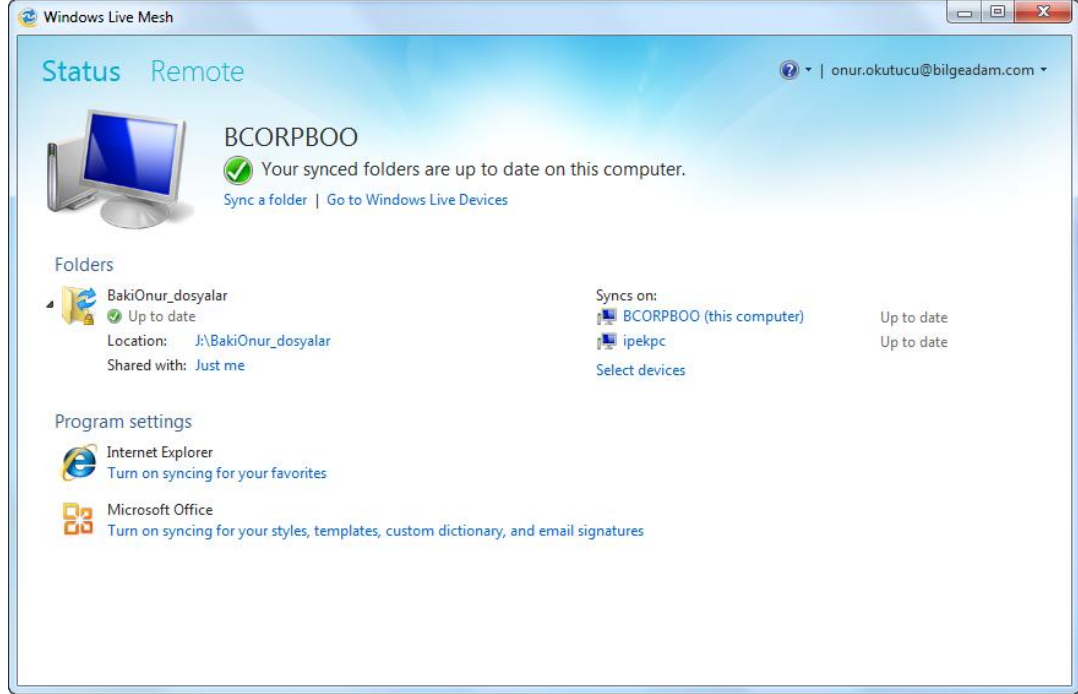 Windows Live Mesh
Status Remote
onur.okutucu@bilgeadam.com
BCORPBOO
Your synced folders are up to date on this computer.
Sync a folder | Go to Windows Live Devices
Folders
BakiOnur_dosyalar
Up to date
Location: J:\BakiOnur_dosyalar
Shared with: Just me
Syncs on:
BCORPBOO (this computer) Up to date
ipekpc Up to date
Select devices
Program settings
Internet Explorer
Turn on syncing for your favorites
Microsoft Office
Turn on syncing for your styles, templates, custom dictionary, and email signatures